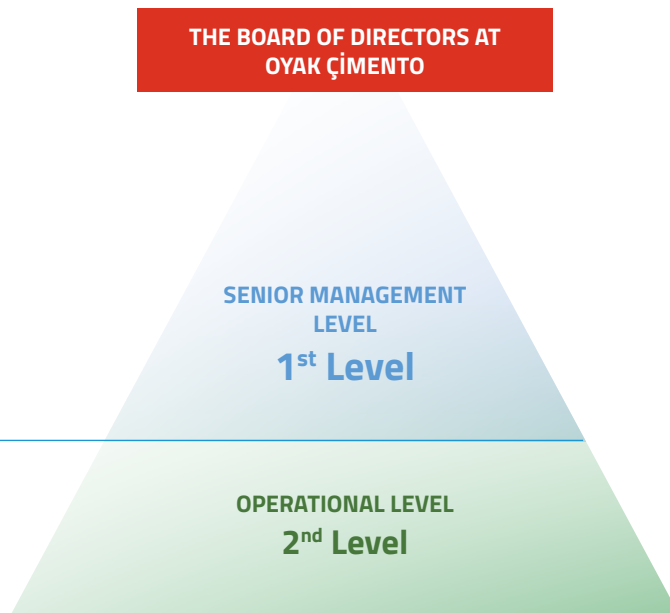 THE BOARD OF DIRECTORS AT
OYAK ÇİMENTO
SENIOR MANAGEMENT
LEVEL
1st Level
OPERATIONAL LEVEL
2nd Level